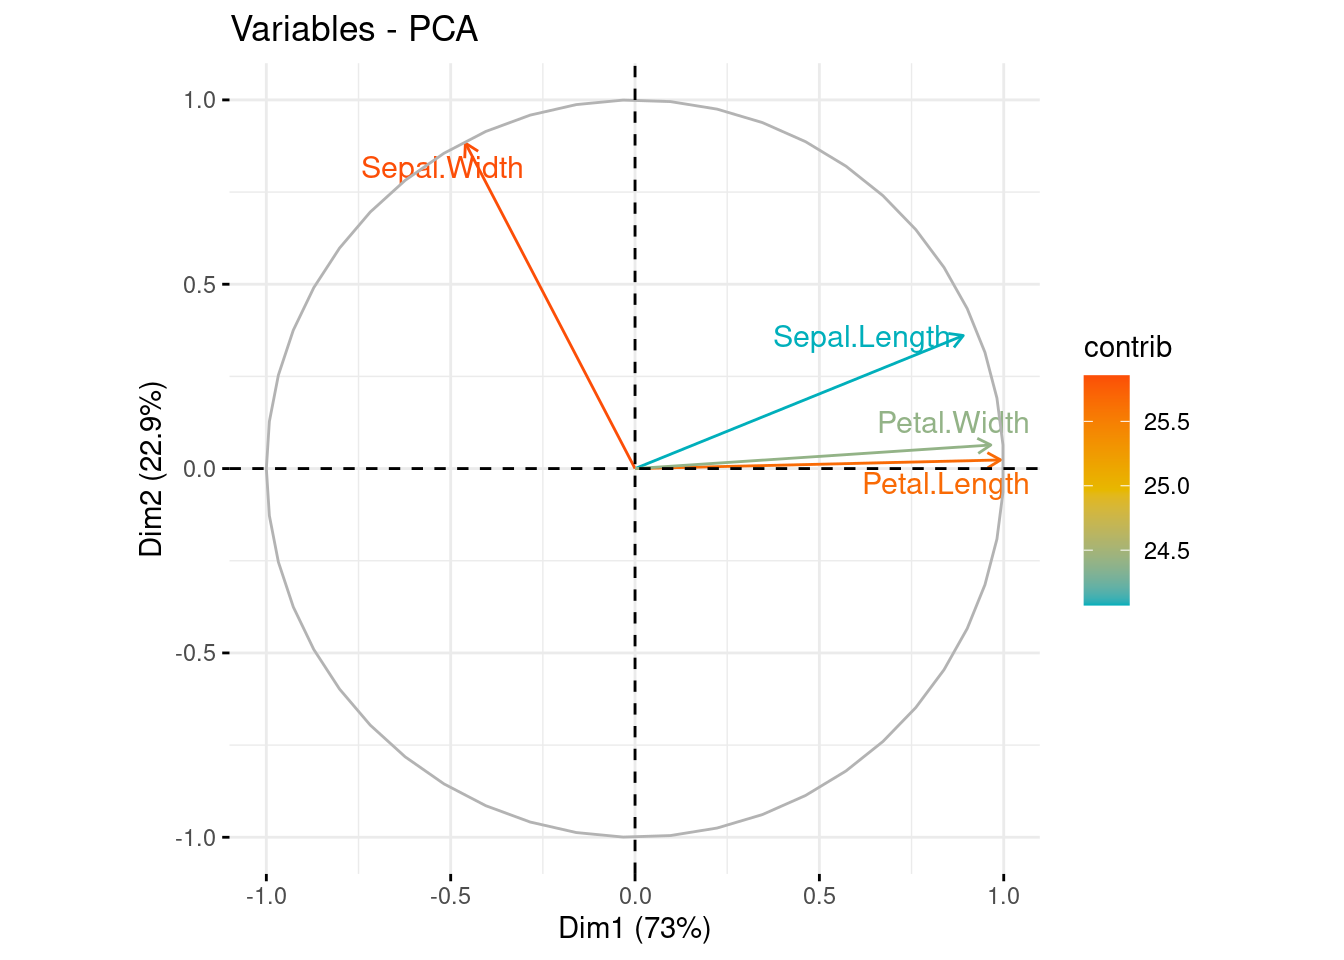 Variables - PCA
1.0
0.5
0.0
-0.5
-1.0
Dim2 (22.9%)
Sepal.Width
Sepal.Length
Petal.Width
Petal.Length
-1.0
-0.5
0.0
0.5
1.0
Dim1 (73%)
contrib
25.5
25.0
24.5